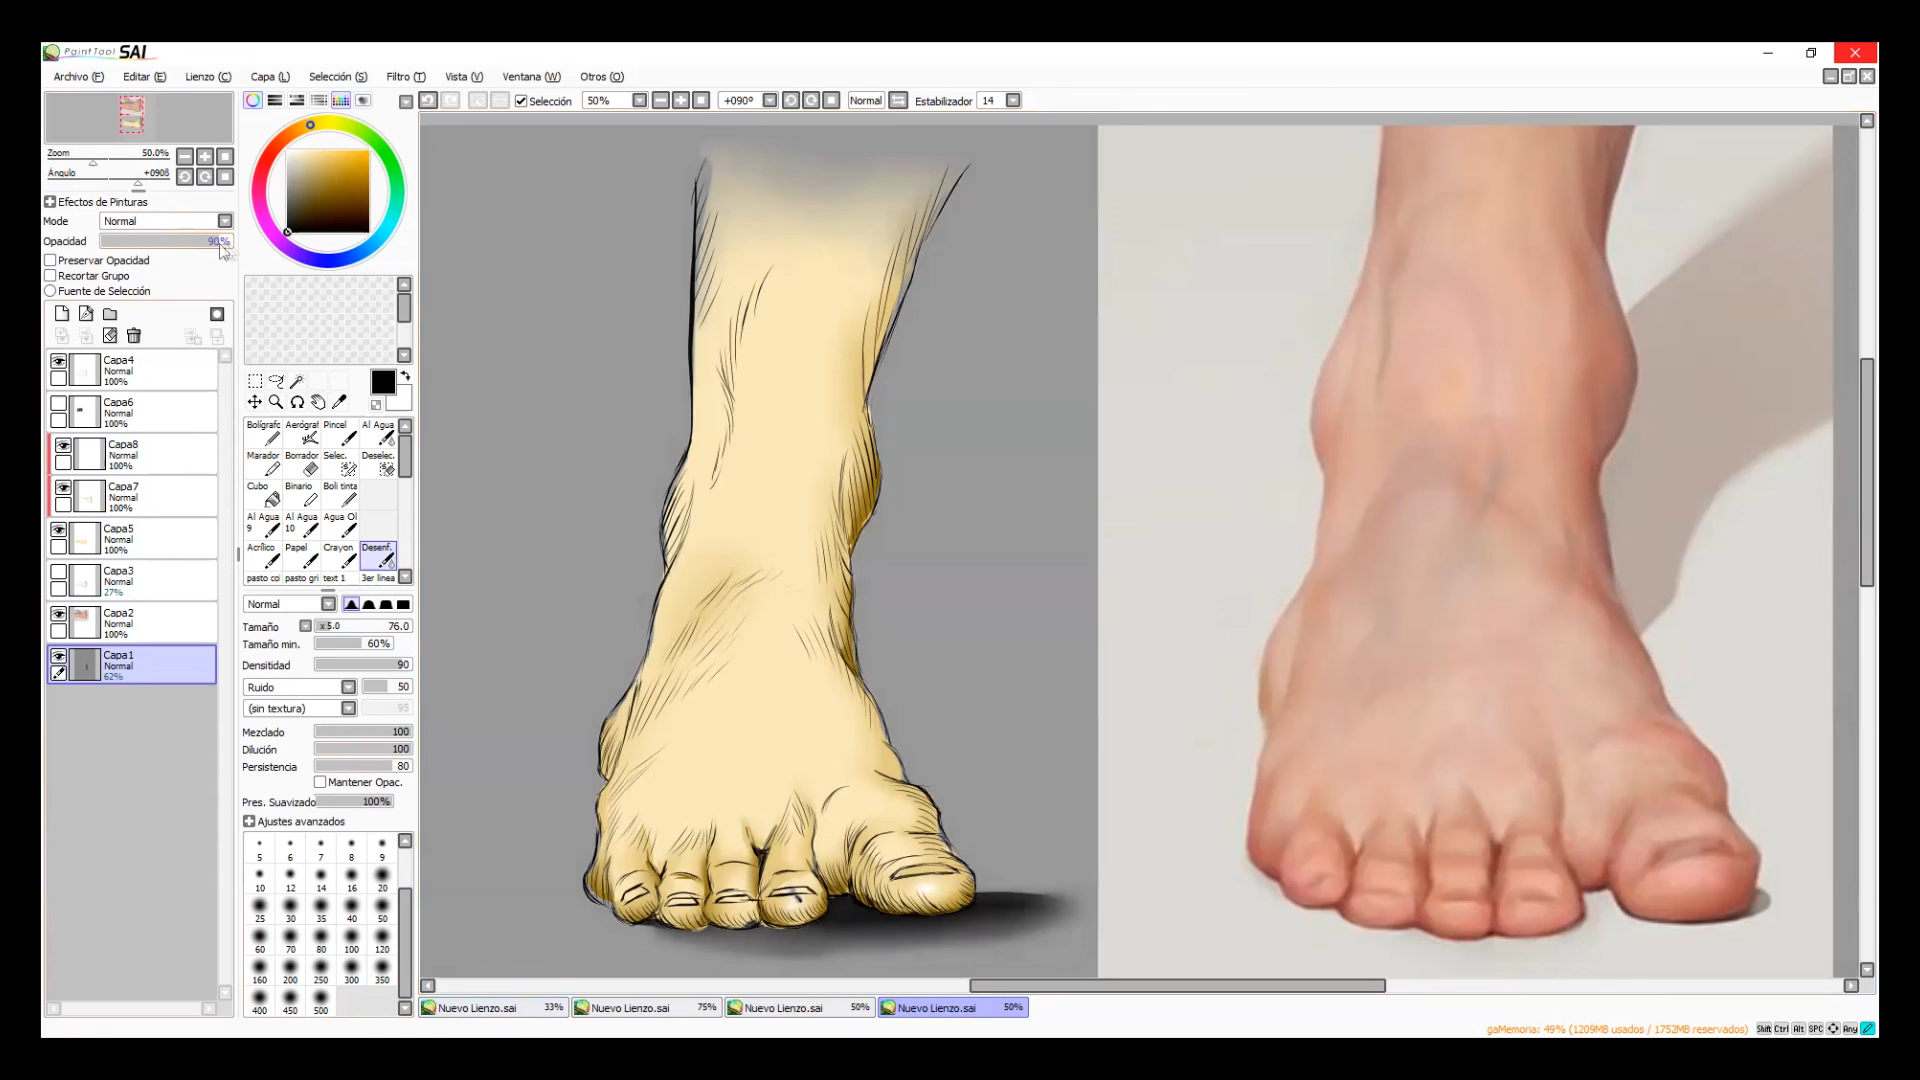 PaintTool SAI
Archivo (F) Editar (E) Lienzo (C) Capa (L) Selección (S) Filtro (T) Vista (V) Ventana (W) Otros (O)
Selección 50% +090º Normal Estabilizador 14
Zoom 50.0%
Ángulo
Efectos de Pinturas
Mode Normal
Opacidad 90%
Preservar Opacidad
Recortar Grupo
Fuente de Selección
Capa4
Normal
100%
Capa6
Normal
100%
Capa8
Normal
100%
Capa7
Normal
100%
Capa5
Normal
100%
Capa3
Normal
27%
Capa2
Normal
100%
Capa1
Normal
62%
Bolígrafo Aerógraf Pincel Al Agua
Marador Borrador Selec. Deselec.
Cubo Binario Boli tinta
Al Agua 9 Al Agua 10 Agua Ol
Acrílico Papel Crayon Desenf.
pasto co pasto gri text 1 3er linea
Normal
Tamaño x 5.0 76.0
Tamaño min. 60%
Densitidad 90
Ruido 50
(sin textura) 95
Mezclado 100
Dilución 100
Persistencia 80
Mantener Opac.
Pres. Suavizado 100%
Ajustes avanzados
5 6 7 8 9
10 12 14 16 20
25 30 35 40 50
60 70 80 100 120
160 200 250 300 350
400 450 500
Nuevo Lienzo.sai 33% Nuevo Lienzo.sai 75% Nuevo Lienzo.sai 50% Nuevo Lienzo.sai 50%
gaMemoria: 49% (1209MB usados / 1752MB reservados) Shift Ctrl Alt SPC Any